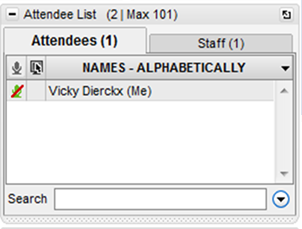 Attendee List (2 | Max 101)
Attendees (1) Staff (1)
NAMES - ALPHABETICALLY
Vicky Dierckx (Me)
Search